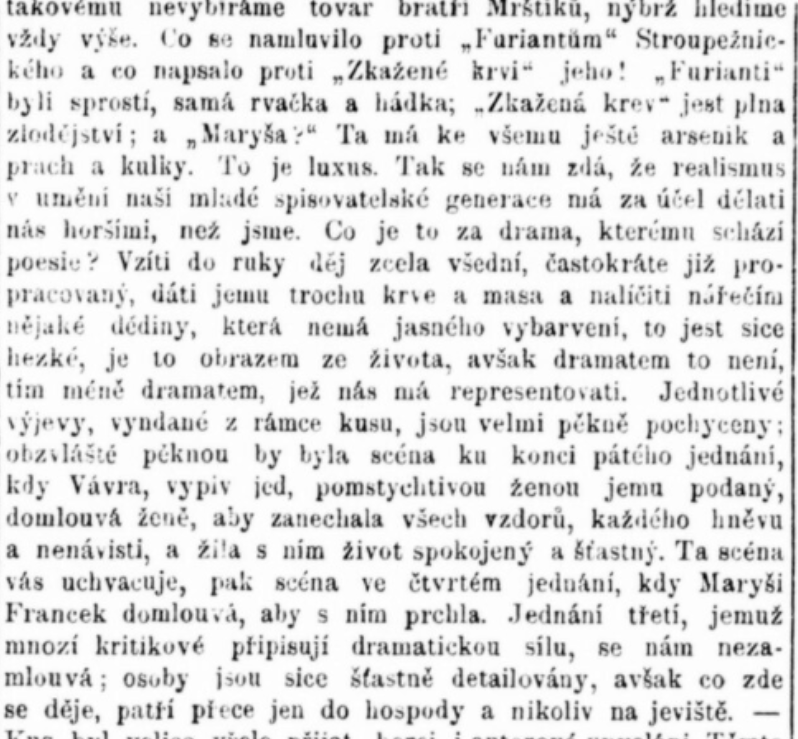 takovému nevybíráme tovar bratří Mrštíků, nýbrž hledíme
vždy výše. Co se namluvilo proti „Furiantům“ Stroupežnic-
kého a co napsalo proti „Zkažené krvi“ jeho! „Furianti“
byli sprostí, samá rvačka a hádka; „Zkažená krev“ jest plna
zlodějství; a „Maryša?“ Ta má ke všemu ještě arsenik a
prach a kulky. To je luxus. Tak se nám zdá, že realismus
v umění naší mladé spisovatelské generace má za účel dělati
nás horšími, než jsme. Co je to za drama, kterému schází
poesie? Vzíti do ruky děj zcela všední, častokráte již pro-
pracovaný, dáti jemu trochu krve a masa a nalíčiti nářečím
nějaké dědiny, která nemá jasného vybarvení, to jest sice
hezké, je to obrazem ze života, avšak dramatem to není,
tím méně dramatem, jež nás má representovati. Jednotlivé
výjevy, vyndané z rámce kusu, jsou velmi pěkně pochyceny;
obzvláště pěknou by byla scéna ku konci pátého jednání,
kdy Vávra, vypiv jed, pomstychtivou ženou jemu podaný,
domlouvá ženě, aby zanechala všech vzdorů, každého hněvu
a nenávisti, a žila s ním život spokojený a šťastný. Ta scéna
vás uchvacuje, pak scéna ve čtvrtém jednání, kdy Maryši
Francek domlouvá, aby s ním prchla. Jednání třetí, jemuž
mnozí kritikové připisují dramatickou sílu, se nám neza-
mlouvá; osoby jsou sice šťastně detailovány, avšak co zde
se děje, patří přece jen do hospody a nikoliv na jeviště. —